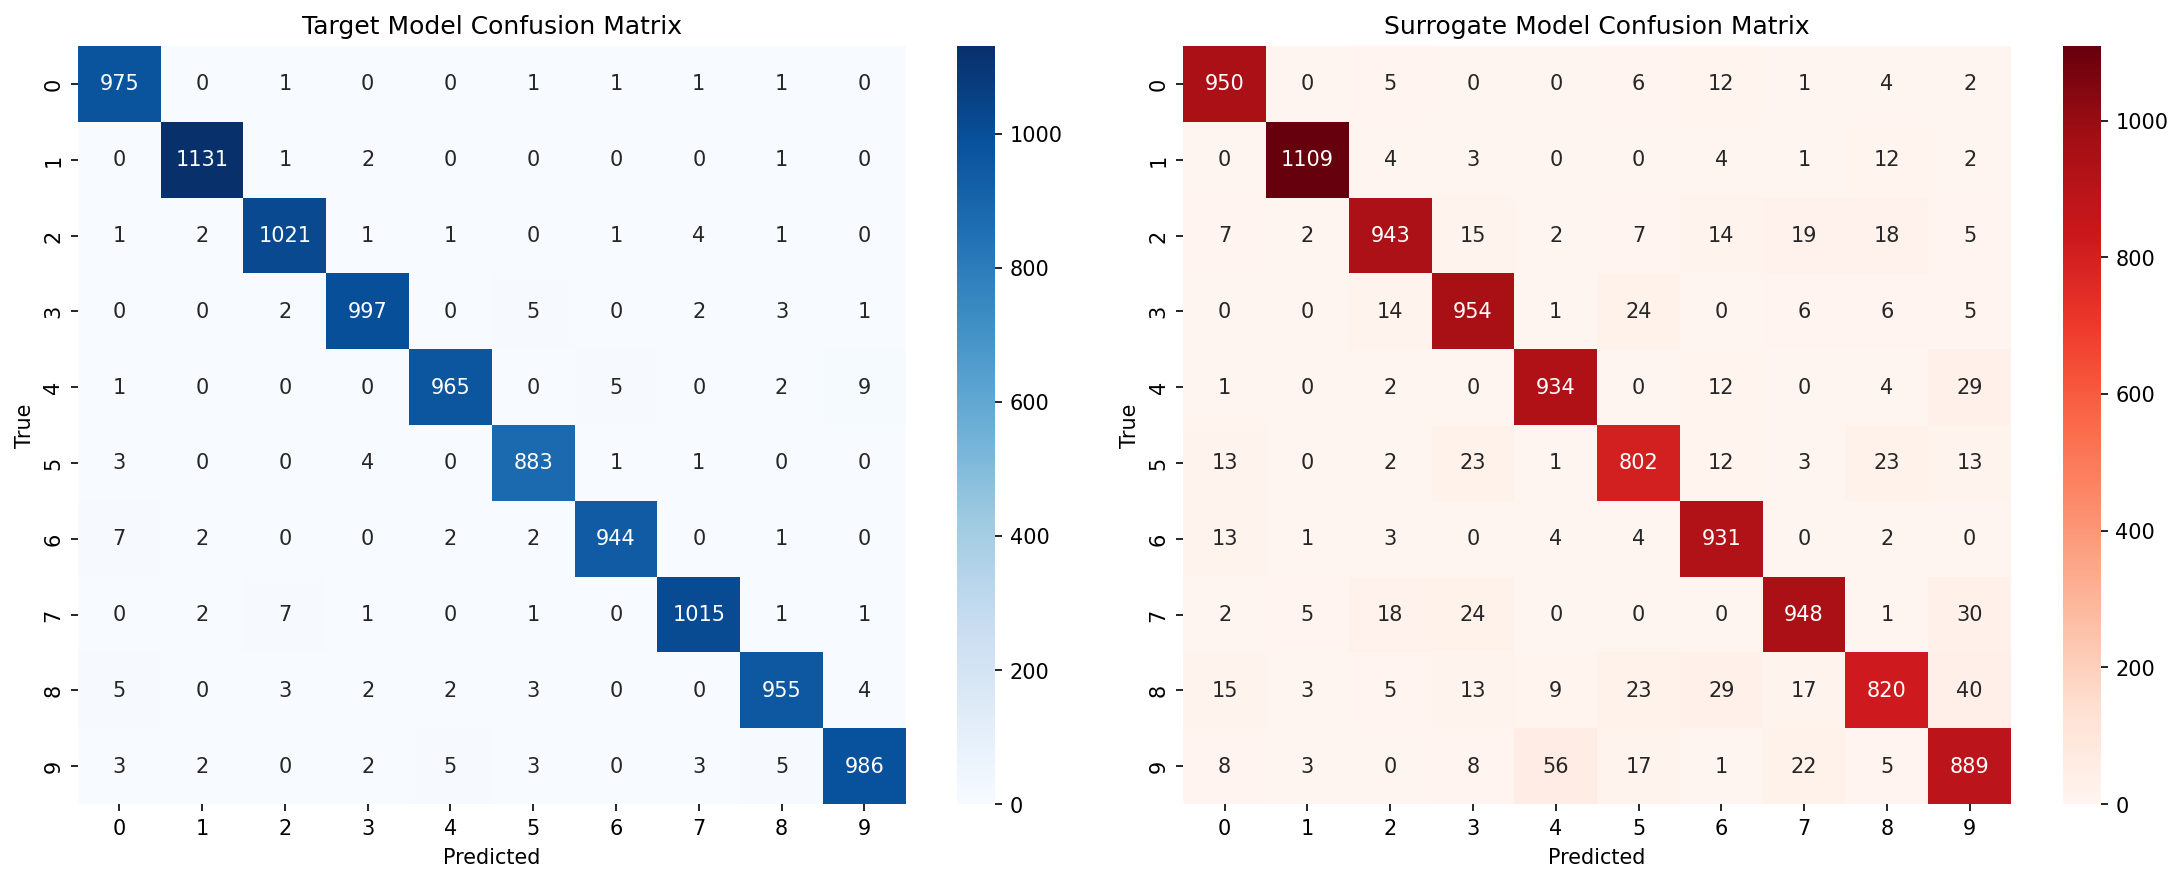 Target Model Confusion Matrix
0 975 0 1 0 0 1 1 1 1 0
1 0 1131 1 2 0 0 0 0 1 0
2 1 2 1021 1 1 0 1 4 1 0
3 0 0 2 997 0 5 0 2 3 1
4 1 0 0 0 965 0 5 0 2 9
5 3 0 0 4 0 883 1 1 0 0
6 7 2 0 0 2 2 944 0 1 0
7 0 2 7 1 0 1 0 1015 1 1
8 5 0 3 2 2 3 0 0 955 4
9 3 2 0 2 5 3 0 3 5 986
0 1 2 3 4 5 6 7 8 9
Predicted
True
1000
800
600
400
200
0
Surrogate Model Confusion Matrix
0 950 0 5 0 0 6 12 1 4 2
1 0 1109 4 3 0 0 4 1 12 2
2 7 2 943 15 2 7 14 19 18 5
3 0 0 14 954 1 24 0 6 6 5
4 1 0 2 0 934 0 12 0 4 29
5 13 0 2 23 1 802 12 3 23 13
6 13 1 3 0 4 4 931 0 2 0
7 2 5 18 24 0 0 0 948 1 30
8 15 3 5 13 9 23 29 17 820 40
9 8 3 0 8 56 17 1 22 5 889
0 1 2 3 4 5 6 7 8 9
Predicted
True
1000
800
600
400
200
0